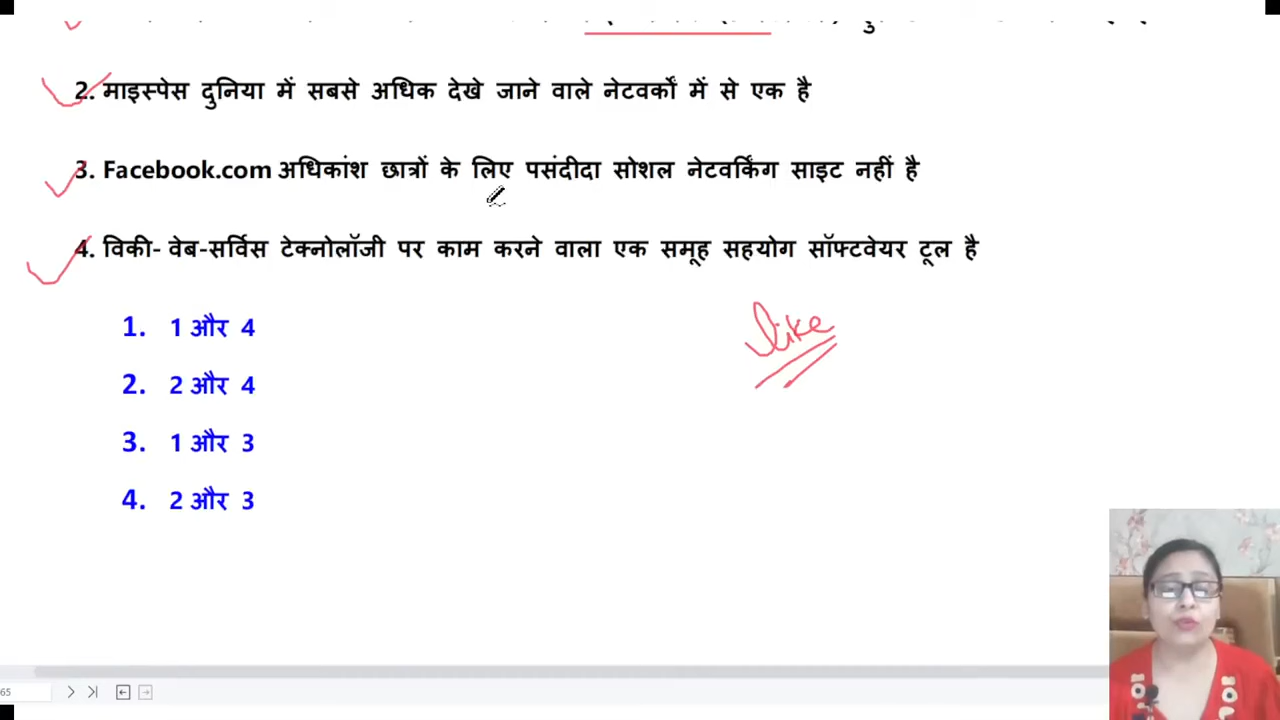 2. माइस्पेस दुनिया में सबसे अधिक देखे जाने वाले नेटवर्कों में से एक है
3. Facebook.com अधिकांश छात्रों के लिए पसंदीदा सोशल नेटवर्किंग साइट नहीं है
4. विकी- वेब-सर्विस टेक्नोलॉजी पर काम करने वाला एक समूह सहयोग सॉफ्टवेयर टूल है
1. 1 और 4
like
2. 2 और 4
3. 1 और 3
4. 2 और 3
65